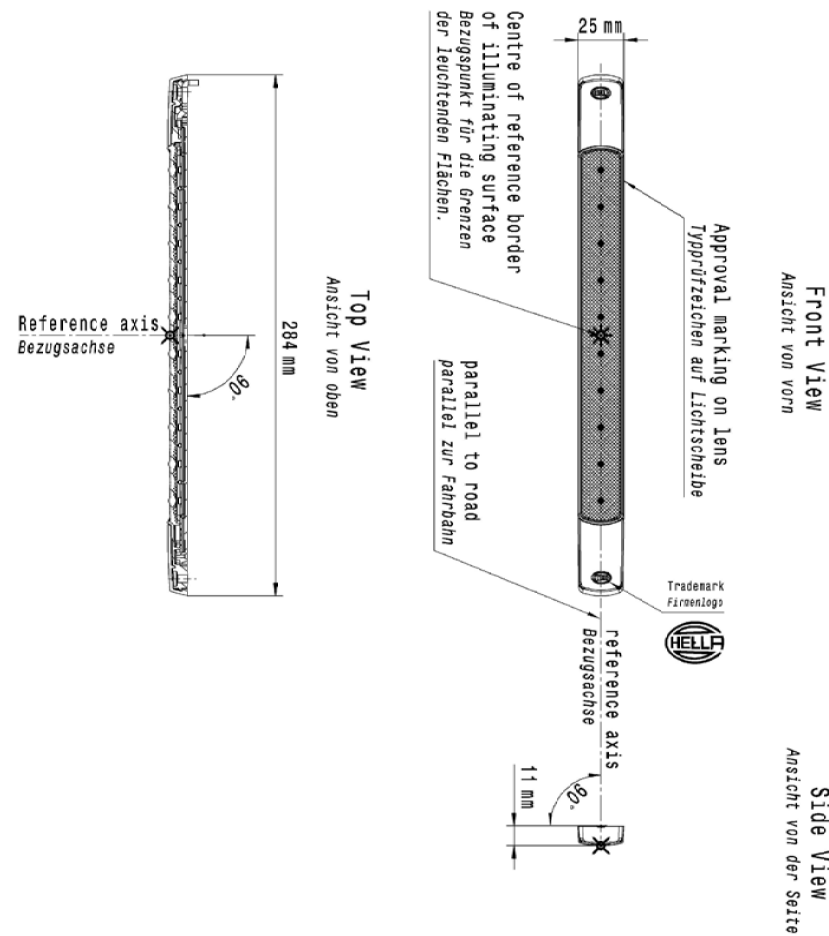 Front View
Ansicht von vorn
Side View
Ansicht von der Seite
25 mm
Approval marking on lens
Typprüfzeichen auf Lichtscheibe
Centre of reference border
of illuminating surface
Bezugspunkt für die Grenzen
der leuchtenden Flächen.
parallel to road
parallel zur Fahrbahn
Trademark
Firmenlogo
HELLA
HELLA
HELLA
reference axis
Bezugsachse
90°
11 mm
Top View
Ansicht von oben
284 mm
90°
Reference axis
Bezugsachse